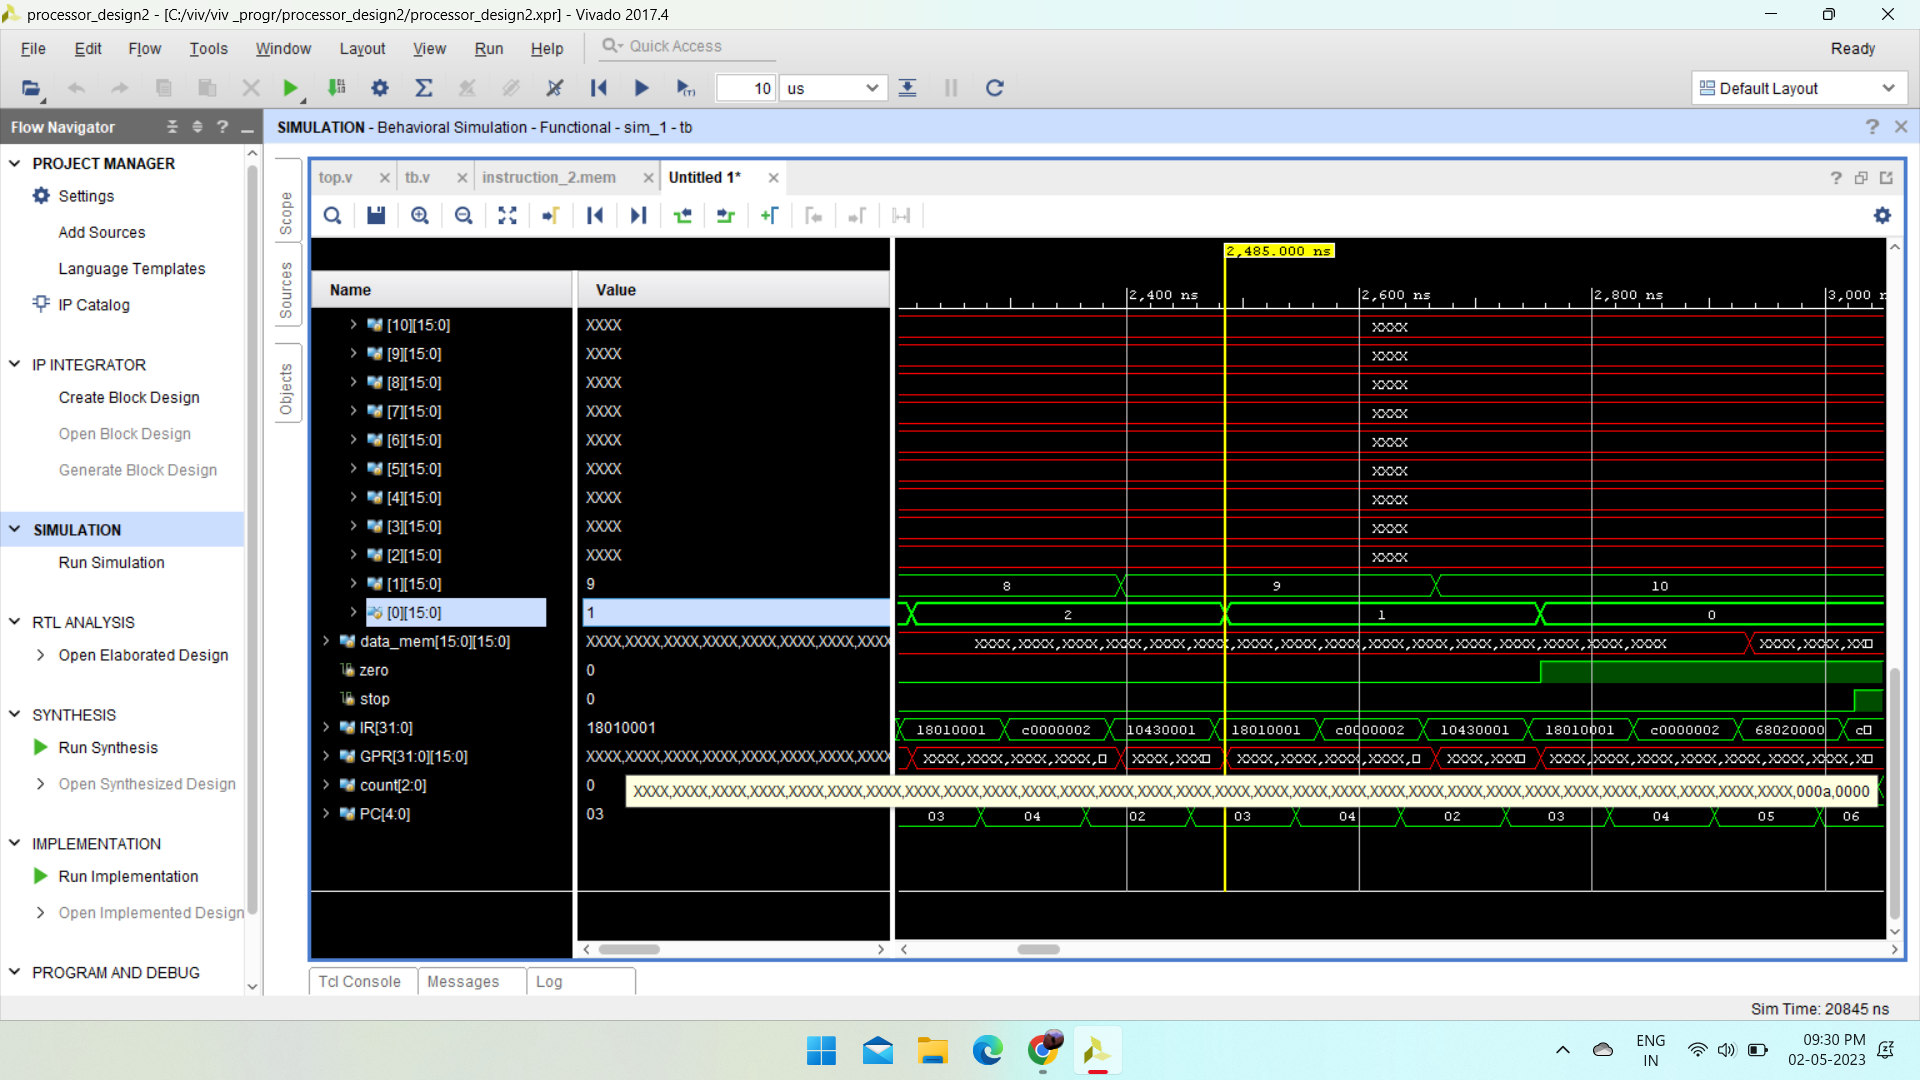 processor_design2 - [C:/viv/viv _progr/processor_design2/processor_design2.xpr] - Vivado 2017.4
File Edit Flow Tools Window Layout View Run Help Quick Access Ready
10 us Default Layout
Flow Navigator
SIMULATION - Behavioral Simulation - Functional - sim_1 - tb
PROJECT MANAGER
Settings
Add Sources
Language Templates
IP Catalog
IP INTEGRATOR
Create Block Design
Open Block Design
Generate Block Design
SIMULATION
Run Simulation
RTL ANALYSIS
Open Elaborated Design
SYNTHESIS
Run Synthesis
Open Synthesized Design
IMPLEMENTATION
Run Implementation
Open Implemented Design
PROGRAM AND DEBUG
Scope
Sources
Objects
top.v tb.v instruction_2.mem Untitled 1*
2,485.000 ns
Name Value
2,400 ns 2,600 ns 2,800 ns 3,000 n
[10][15:0] XXXX XXXX
[9][15:0] XXXX XXXX
[8][15:0] XXXX XXXX
[7][15:0] XXXX XXXX
[6][15:0] XXXX XXXX
[5][15:0] XXXX XXXX
[4][15:0] XXXX XXXX
[3][15:0] XXXX XXXX
[2][15:0] XXXX XXXX
[1][15:0] 9 8 9 10
[0][15:0] 1 2 1 0
data_mem[15:0][15:0] XXXX,XXXX,XXXX,XXXX,XXXX,XXXX,XXXX,XXXX XXXX,XXXX,XXXX,XXXX,XXXX,XXXX,XXXX,XXXX,XXXX,XXXX,XXXX,XXXX,XXXX,XXXX,XXXX,XXXX XXXX,XXXX,XX
zero 0
stop 0
IR[31:0] 18010001 18010001 c0000002 10430001 18010001 c0000002 10430001 18010001 c0000002 68020000 c
GPR[31:0][15:0] XXXX,XXXX,XXXX,XXXX,XXXX,XXXX,XXXX,XXXX XXXX,XXXX,XXXX,XXXX, XXXX,XXX XXXX,XXXX,XXXX,XXXX, XXXX,XXX XXXX,XXXX,XXXX,XXXX,XXXX,XXXX,XXXX,X
count[2:0] 0
XXXX,XXXX,XXXX,XXXX,XXXX,XXXX,XXXX,XXXX,XXXX,XXXX,XXXX,XXXX,XXXX,XXXX,XXXX,XXXX,XXXX,XXXX,XXXX,XXXX,XXXX,XXXX,XXXX,XXXX,XXXX,XXXX,XXXX,XXXX,XXXX,XXXX,000a,0000
PC[4:0] 03 03 04 02 03 04 02 03 04 05 06
Tcl Console Messages Log
Sim Time: 20845 ns
ENG
IN
09:30 PM
02-05-2023